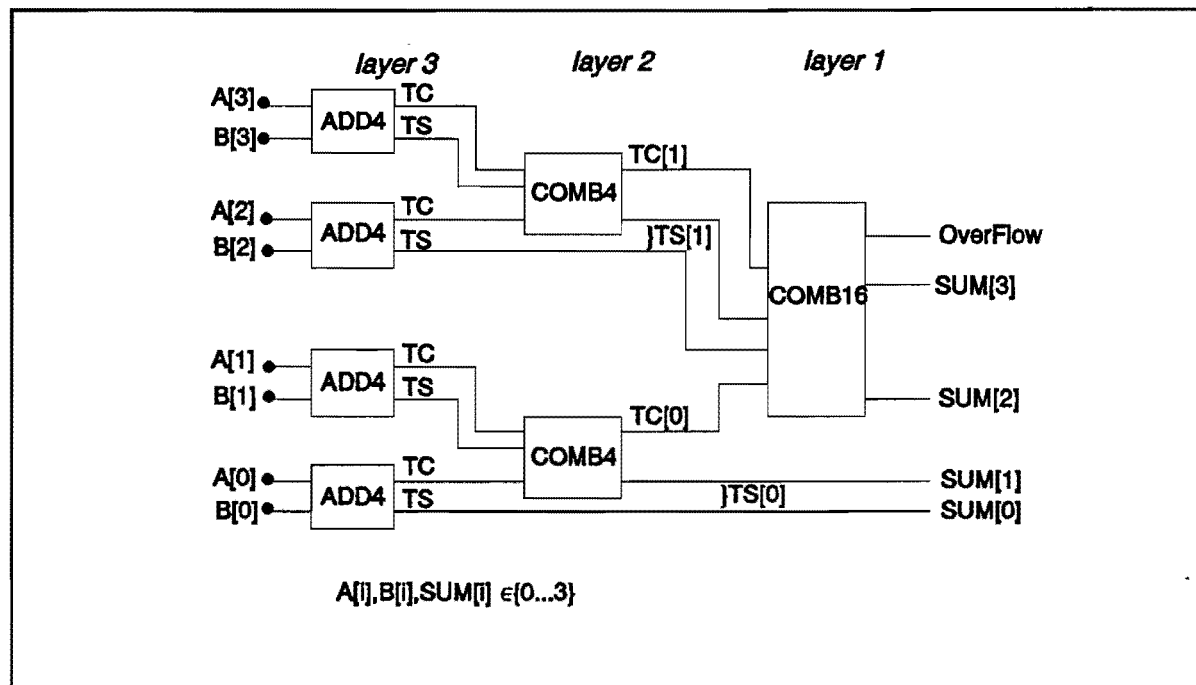 layer 3 layer 2 layer 1
A[3] TC
ADD4
B[3] TS
TC[1]
COMB4
A[2] TC
ADD4
B[2] TS }TS[1]
OverFlow
COMB16 SUM[3]
A[1] TC
ADD4
B[1] TS
SUM[2]
TC[0]
COMB4
A[0] TC SUM[1]
ADD4
}TS[0]
B[0] TS SUM[0]
A[i],B[i],SUM[i] ∈{0...3}